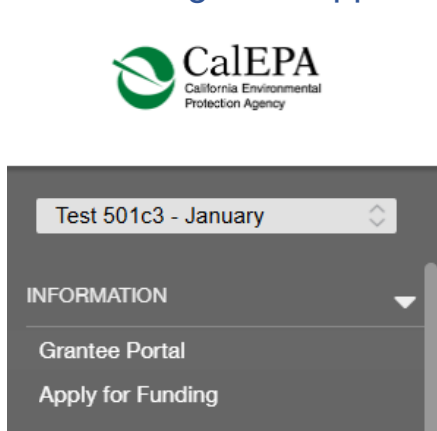 CalEPA
California Environmental
Protection Agency
Test 501c3 - January
INFORMATION
Grantee Portal
Apply for Funding